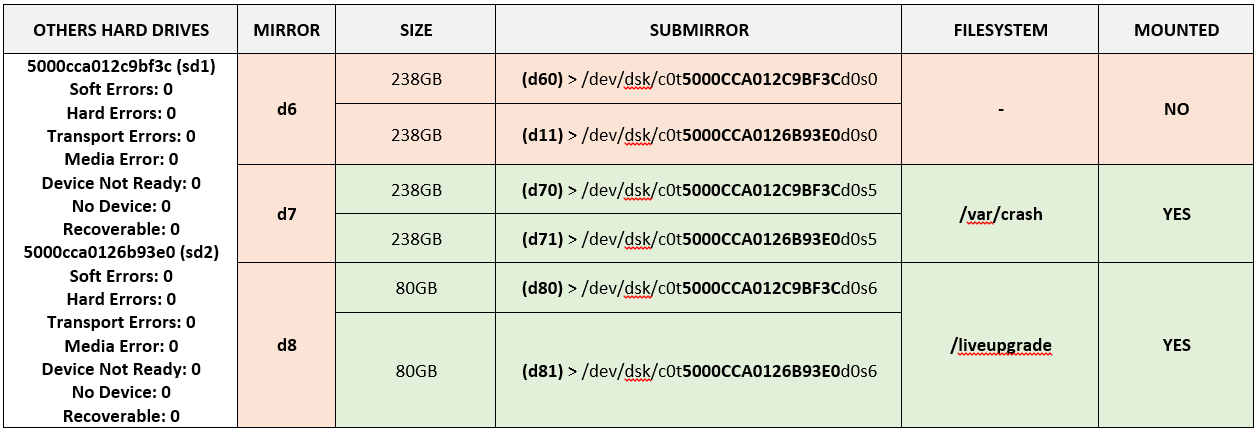 OTHERS HARD DRIVES MIRROR SIZE SUBMIRROR FILESYSTEM MOUNTED
5000cca012c9bf3c (sd1)
Soft Errors: 0
Hard Errors: 0
Transport Errors: 0
Media Error: 0
Device Not Ready: 0
No Device: 0
Recoverable: 0
5000cca0126b93e0 (sd2)
Soft Errors: 0
Hard Errors: 0
Transport Errors: 0
Media Error: 0
Device Not Ready: 0
No Device: 0
Recoverable: 0
d6
238GB (d60) > /dev/dsk/c0t5000CCA012C9BF3Cd0s0
238GB (d11) > /dev/dsk/c0t5000CCA0126B93E0d0s0
- NO
d7
238GB (d70) > /dev/dsk/c0t5000CCA012C9BF3Cd0s5
238GB (d71) > /dev/dsk/c0t5000CCA0126B93E0d0s5
/var/crash YES
d8
80GB (d80) > /dev/dsk/c0t5000CCA012C9BF3Cd0s6
80GB (d81) > /dev/dsk/c0t5000CCA0126B93E0d0s6
/liveupgrade YES